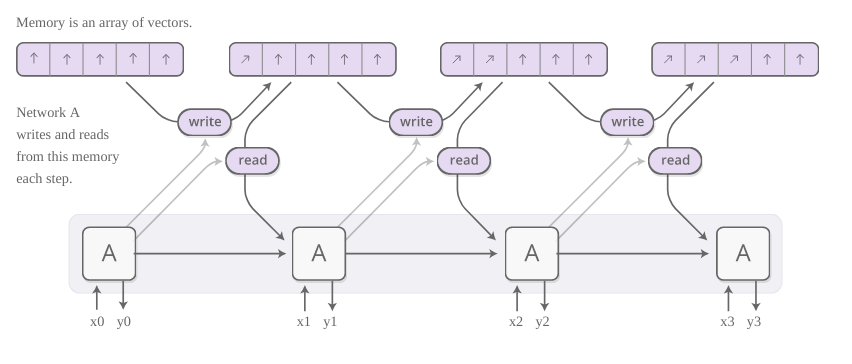 Memory is an array of vectors.
Network A
writes and reads
from this memory
each step.
write
write
write
read
read
read
A
A
A
A
x0 y0
x1 y1
x2 y2
x3 y3